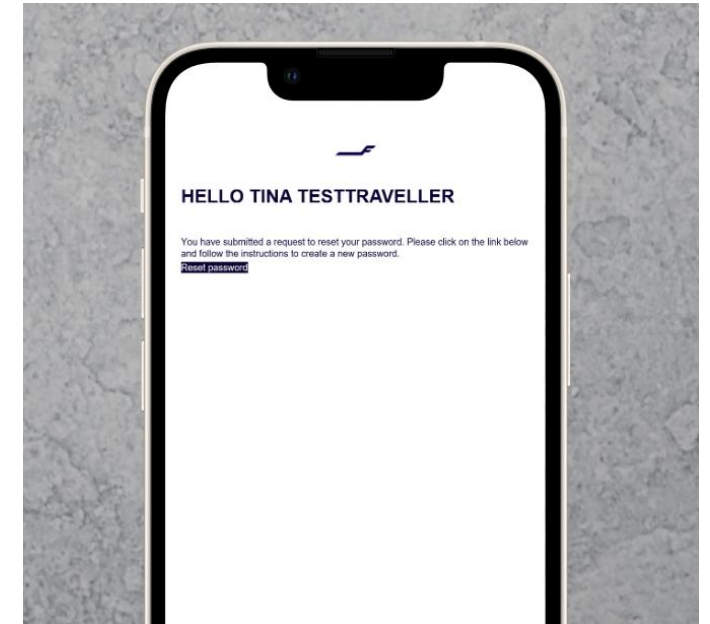 HELLO TINA TESTTRAVELLER
You have submitted a request to reset your password. Please click on the link below
and follow the instructions to create a new password.
Reset password